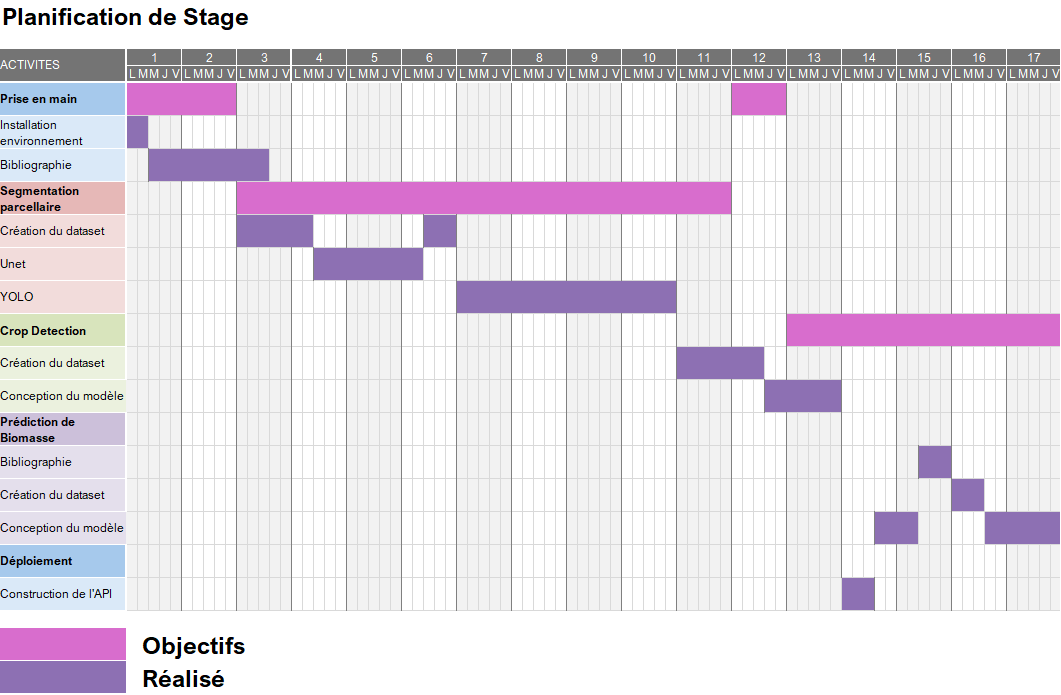 Planification de Stage
ACTIVITES
1 2 3 4 5 6 7 8 9 10 11 12 13 14 15 16 17
L M M J V L M M J V L M M J V L M M J V L M M J V L M M J V L M M J V L M M J V L M M J V L M M J V L M M J V L M M J V L M M J V L M M J V L M M J V L M M J V L M M J V
Prise en main
Installation
environnement
Bibliographie
Segmentation
parcellaire
Création du dataset
Unet
YOLO
Crop Detection
Création du dataset
Conception du modèle
Prédiction de
Biomasse
Bibliographie
Création du dataset
Conception du modèle
Déploiement
Construction de l'API
Objectifs
Réalisé